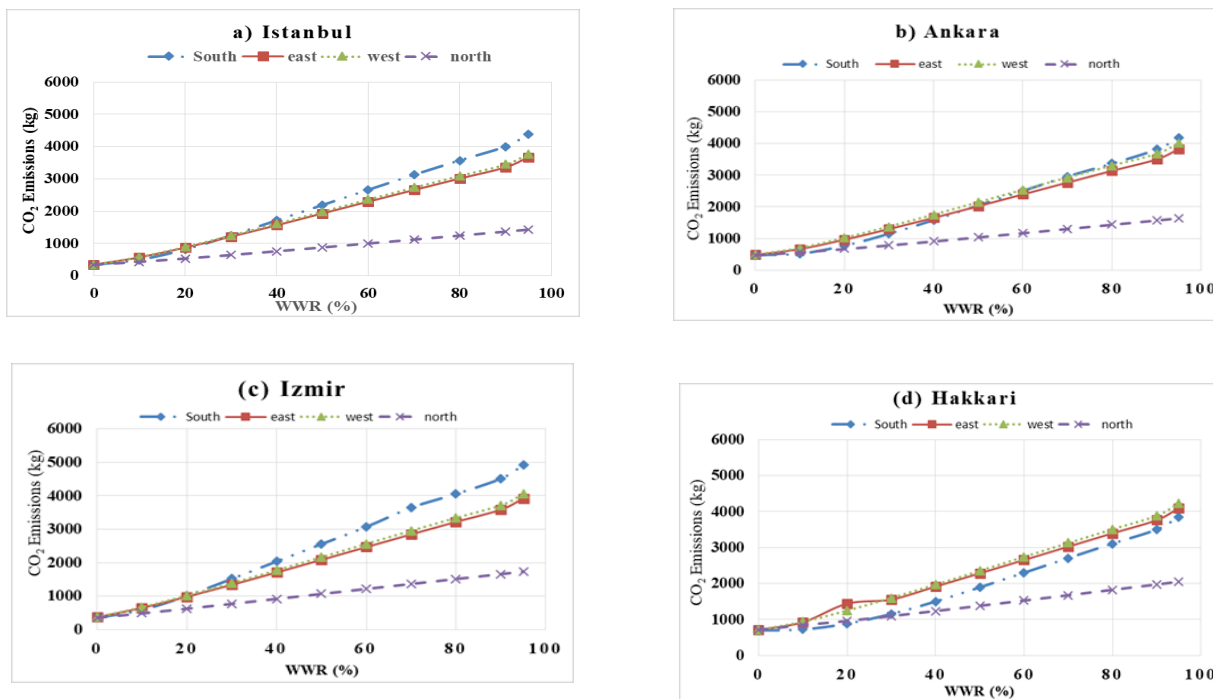 a) Istanbul
South east west north
CO2 Emissions (kg)
6000
5000
4000
3000
2000
1000
0
0 20 40 60 80 100
WWR (%)
b) Ankara
South east west north
CO2 Emissions (kg)
6000
5000
4000
3000
2000
1000
0
0 20 40 60 80 100
WWR (%)
(c) Izmir
South east west north
CO2 Emissions (kg)
6000
5000
4000
3000
2000
1000
0
0 20 40 60 80 100
WWR (%)
(d) Hakkari
South east west north
CO2 Emissions (kg)
6000
5000
4000
3000
2000
1000
0
0 20 40 60 80 100
WWR (%)